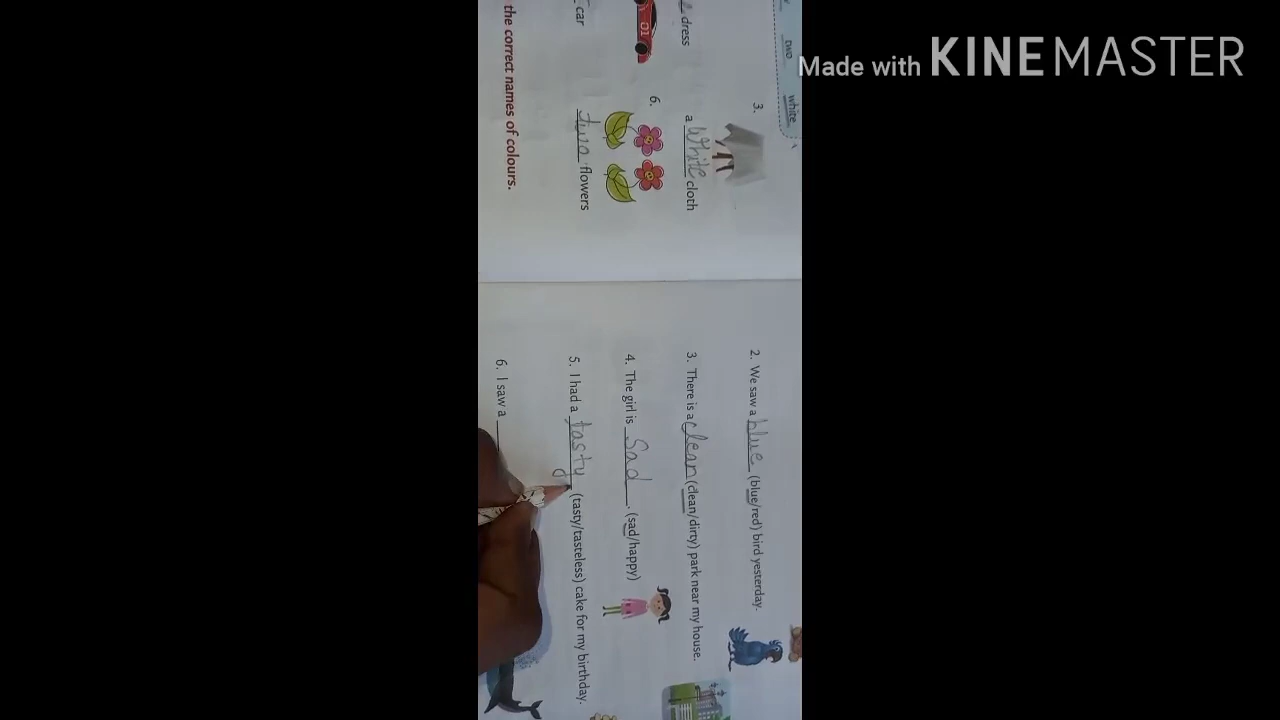 Made with KINEMASTER
two white
3.
dress
a White cloth
01
6.
car
two flowers
the correct names of colours.
2. We saw a blue (blue/red) bird yesterday.
3. There is a clean (clean/dirty) park near my house.
4. The girl is Sad. (sad/happy)
5. I had a tasty (tasty/tasteless) cake for my birthday.
6. I saw a